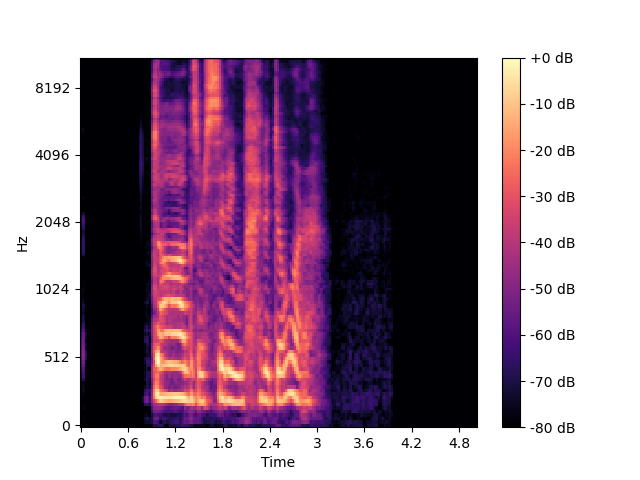 8192
4096
2048
1024
512
0
Hz
0 0.6 1.2 1.8 2.4 3 3.6 4.2 4.8
Time
+0 dB
-10 dB
-20 dB
-30 dB
-40 dB
-50 dB
-60 dB
-70 dB
-80 dB